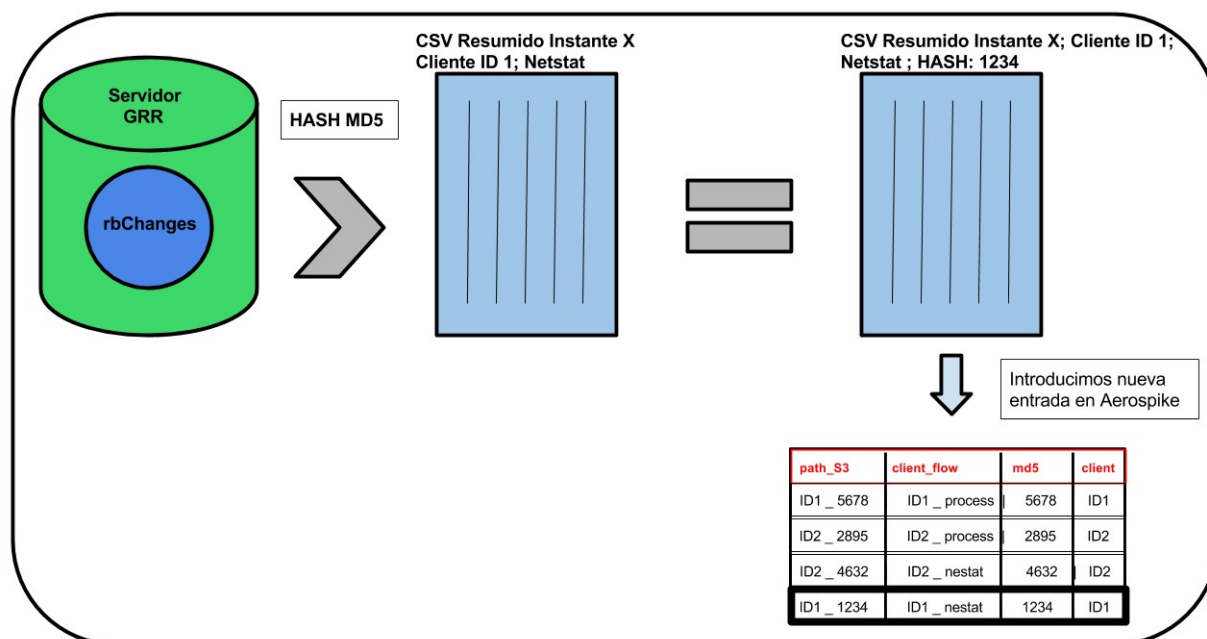 CSV Resumido Instante X
Cliente ID 1; Netstat
CSV Resumido Instante X; Cliente ID 1;
Netstat ; HASH: 1234
Servidor
GRR
HASH MD5
rbChanges
Introducimos nueva
entrada en Aerospike
path_S3 client_flow md5 client
ID1 _ 5678 ID1 _ process 5678 ID1
ID2 _ 2895 ID2 _ process 2895 ID2
ID2 _ 4632 ID2 _ nestat 4632 ID2
ID1 _ 1234 ID1 _ nestat 1234 ID1